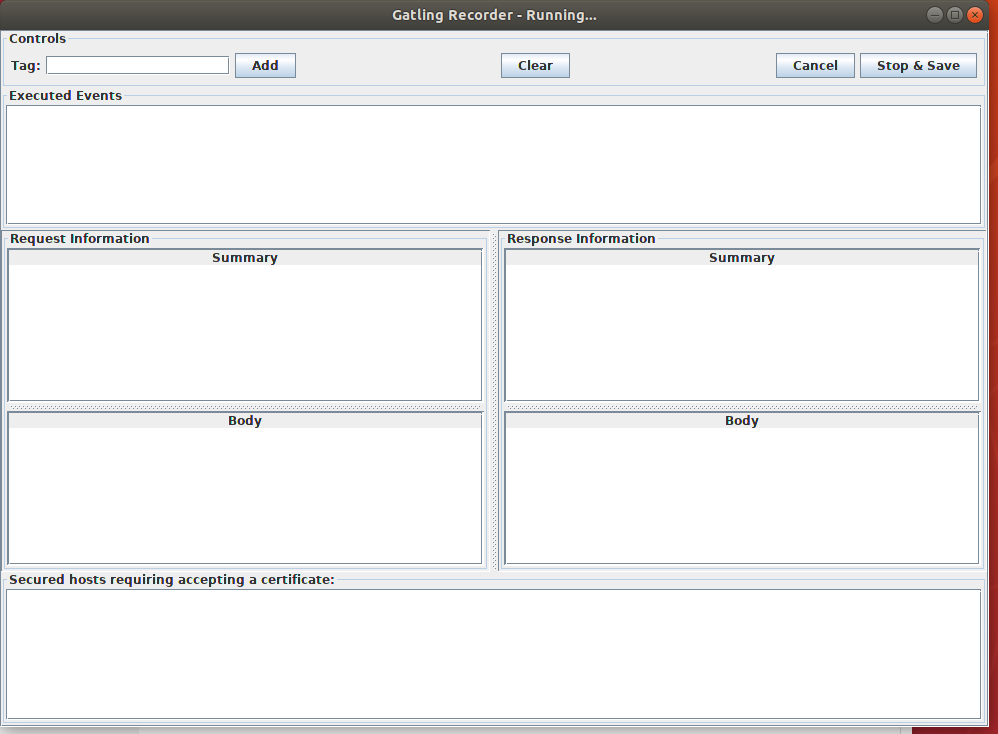 Gatling Recorder - Running...
Controls
Tag: Add Clear Cancel Stop & Save
Executed Events
Request Information
Summary
Body
Response Information
Summary
Body
Secured hosts requiring accepting a certificate: